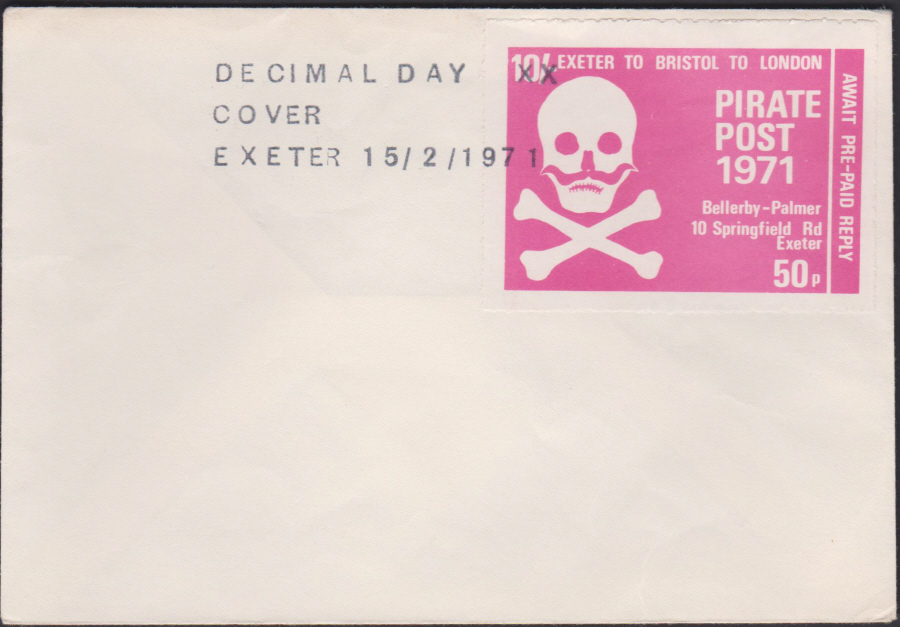 DECIMAL DAY XX
COVER
EXETER 15/2/1971
10/- EXETER TO BRISTOL TO LONDON
PIRATE
POST
1971
Bellerby-Palmer
10 Springfield Rd
Exeter
50p
AWAIT PRE-PAID REPLY